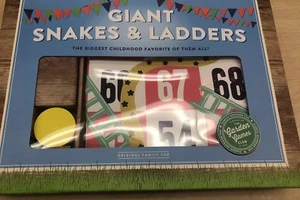 GIANT
SNAKES & LADDERS
THE BIGGEST CHILDHOOD FAVORITE OF THEM ALL!
66 67 68
54
THE
Garden
Games
ORIGINAL FAMILY FUN